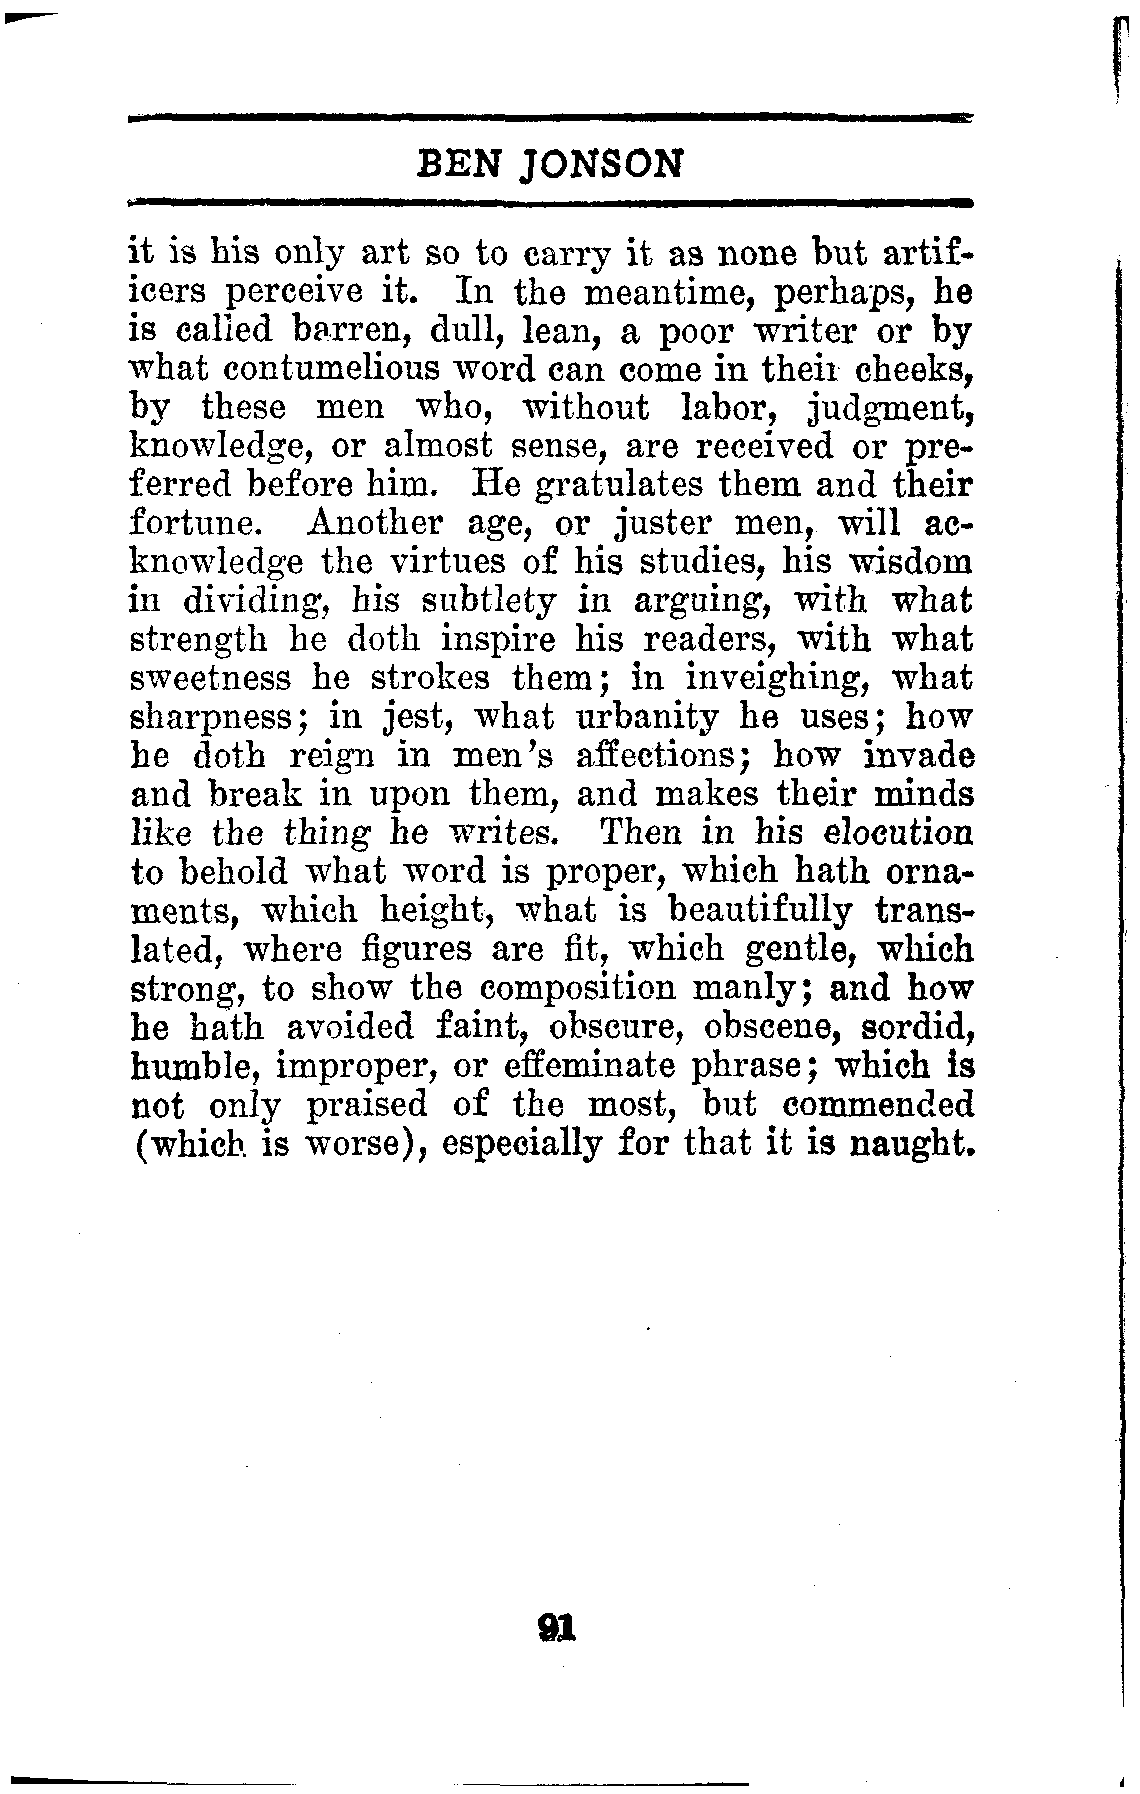 BEN JONSON
it is his only art so to carry it as none but artif-
icers perceive it. In the meantime, perhaps, he
is called barren, dull, lean, a poor writer or by
what contumelious word can come in their cheeks,
by these men who, without labor, judgment,
knowledge, or almost sense, are received or pre-
ferred before him. He gratulates them and their
fortune. Another age, or juster men, will ac-
knowledge the virtues of his studies, his wisdom
in dividing, his subtlety in arguing, with what
strength he doth inspire his readers, with what
sweetness he strokes them; in inveighing, what
sharpness; in jest, what urbanity he uses; how
he doth reign in men's affections; how invade
and break in upon them, and makes their minds
like the thing he writes. Then in his elocution
to behold what word is proper, which hath orna-
ments, which height, what is beautifully trans-
lated, where figures are fit, which gentle, which
strong, to show the composition manly; and how
he hath avoided faint, obscure, obscene, sordid,
humble, improper, or effeminate phrase; which is
not only praised of the most, but commended
(which is worse), especially for that it is naught.
91